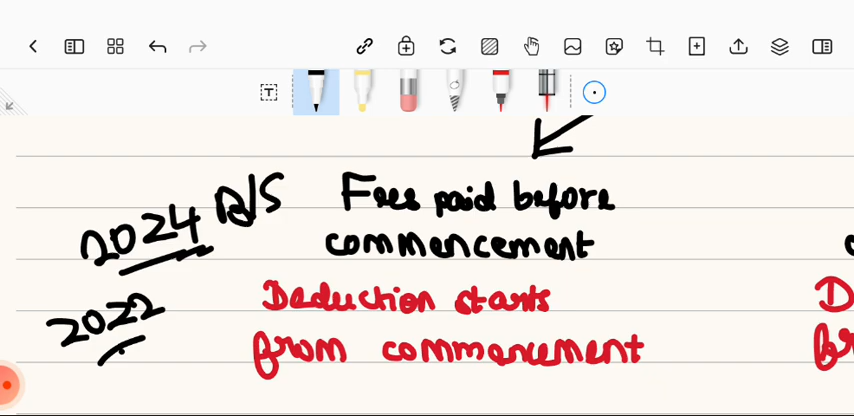 2024 B/S
Fees paid before
commencement
2022
Deduction starts
from commencement
D